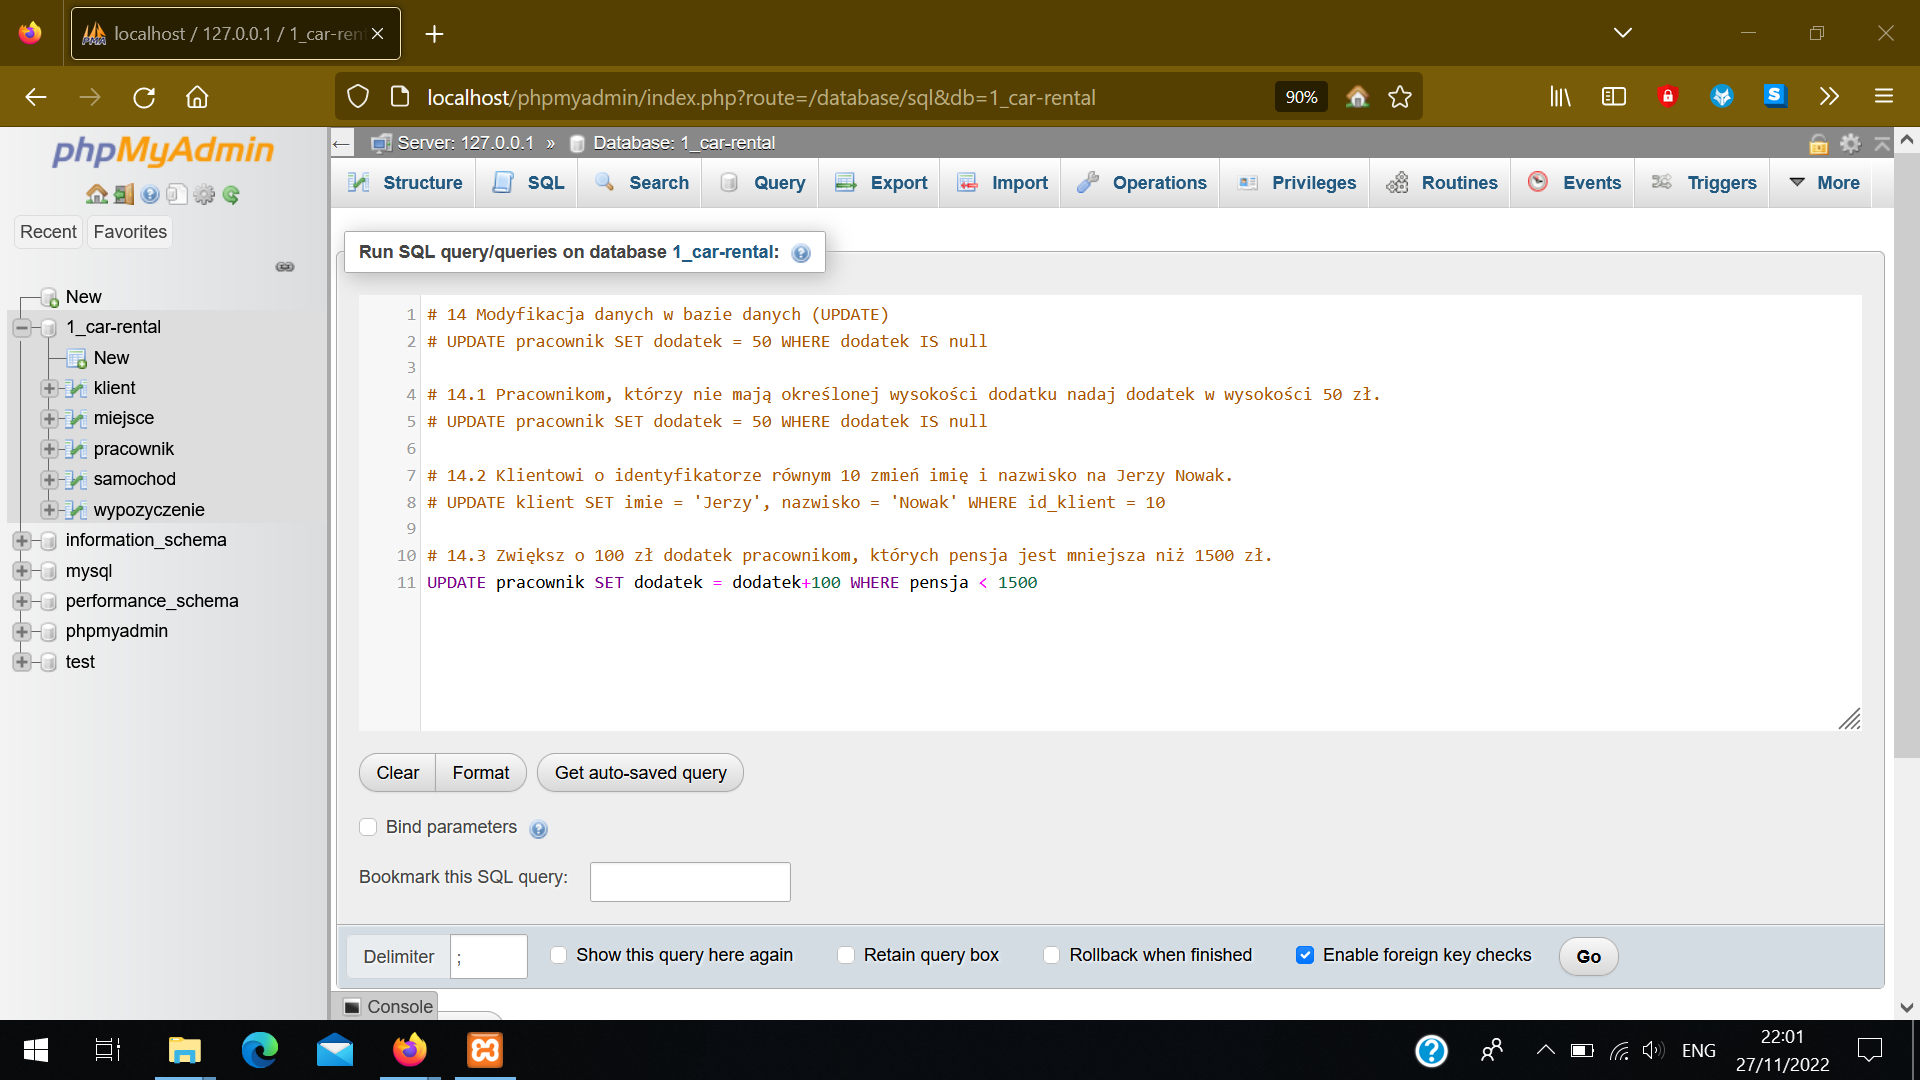 localhost / 127.0.0.1 / 1_car-ren
localhost/phpmyadmin/index.php?route=/database/sql&db=1_car-rental
90%
phpMyAdmin
Recent
Favorites
New
1_car-rental
New
klient
miejsce
pracownik
samochod
wypozyczenie
information_schema
mysql
performance_schema
phpmyadmin
test
Server: 127.0.0.1 » Database: 1_car-rental
Structure
SQL
Search
Query
Export
Import
Operations
Privileges
Routines
Events
Triggers
More
Run SQL query/queries on database 1_car-rental:
1 # 14 Modyfikacja danych w bazie danych (UPDATE)
2 # UPDATE pracownik SET dodatek = 50 WHERE dodatek IS null
3
4 # 14.1 Pracownikom, którzy nie mają określonej wysokości dodatku nadaj dodatek w wysokości 50 zł.
5 # UPDATE pracownik SET dodatek = 50 WHERE dodatek IS null
6
7 # 14.2 Klientowi o identyfikatorze równym 10 zmień imię i nazwisko na Jerzy Nowak.
8 # UPDATE klient SET imie = 'Jerzy', nazwisko = 'Nowak' WHERE id_klient = 10
9
10 # 14.3 Zwiększ o 100 zł dodatek pracownikom, których pensja jest mniejsza niż 1500 zł.
11 UPDATE pracownik SET dodatek = dodatek+100 WHERE pensja < 1500
Clear
Format
Get auto-saved query
Bind parameters
Bookmark this SQL query:
Delimiter ;
Show this query here again
Retain query box
Rollback when finished
Enable foreign key checks
Go
Console
ENG
22:01
27/11/2022